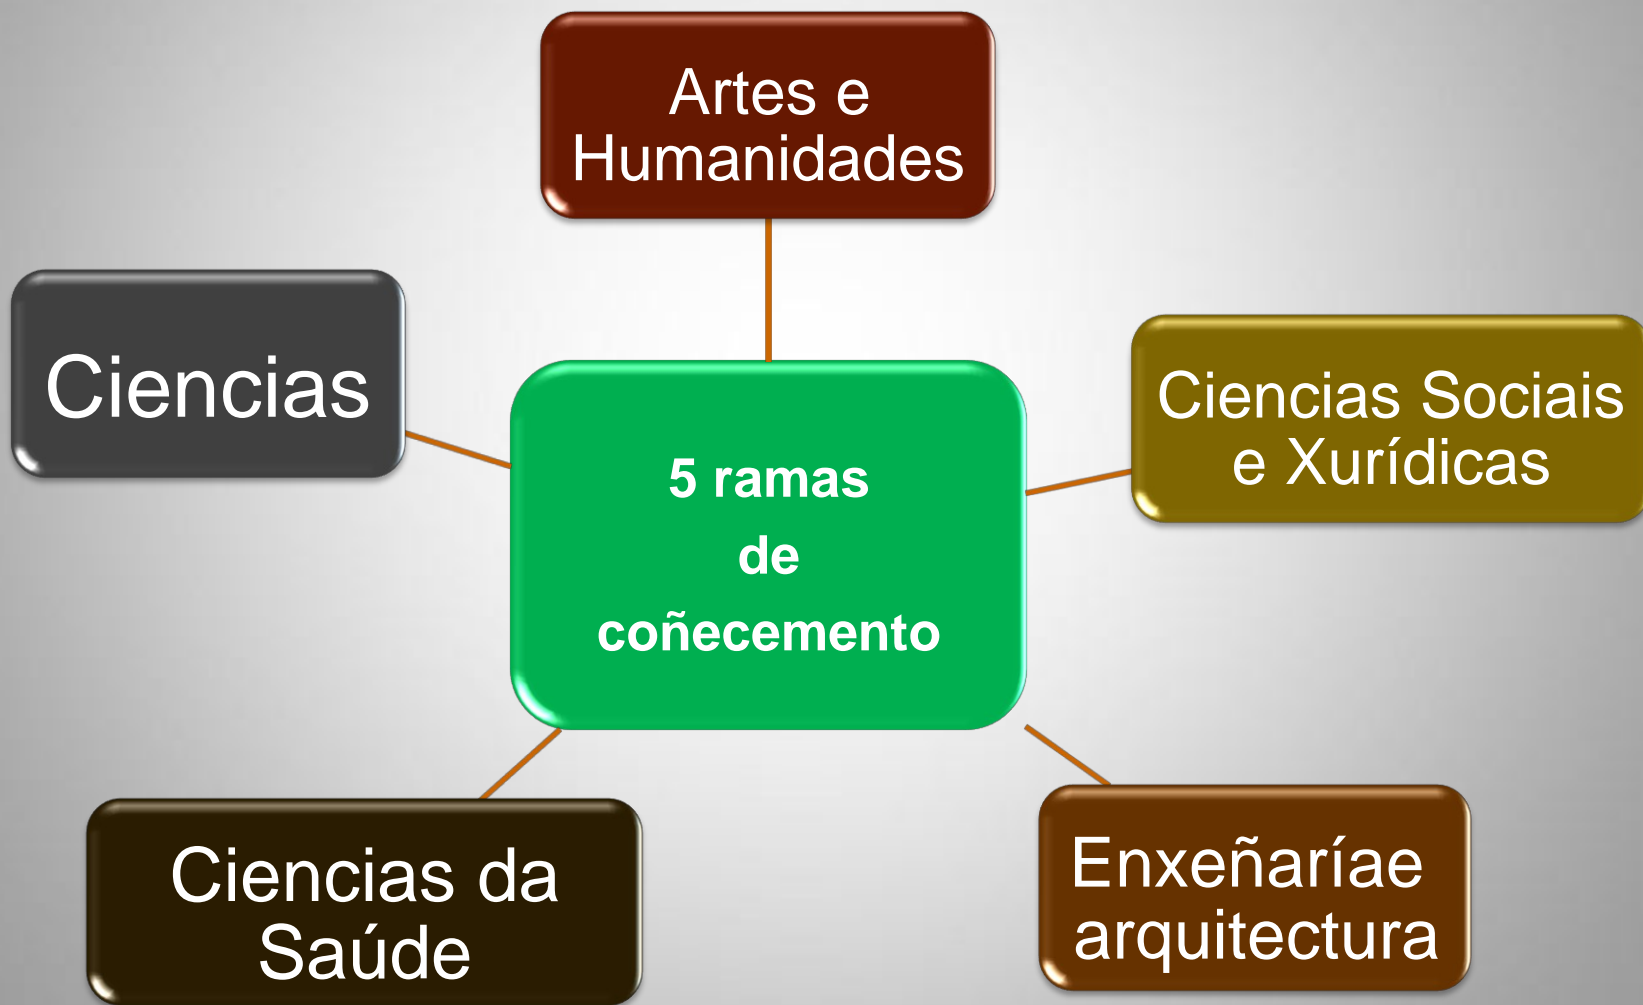 Artes e
Humanidades
Ciencias
Ciencias Sociais
e Xurídicas
5 ramas
de
coñecemento
Ciencias da
Saúde
Enxeñaríae
arquitectura